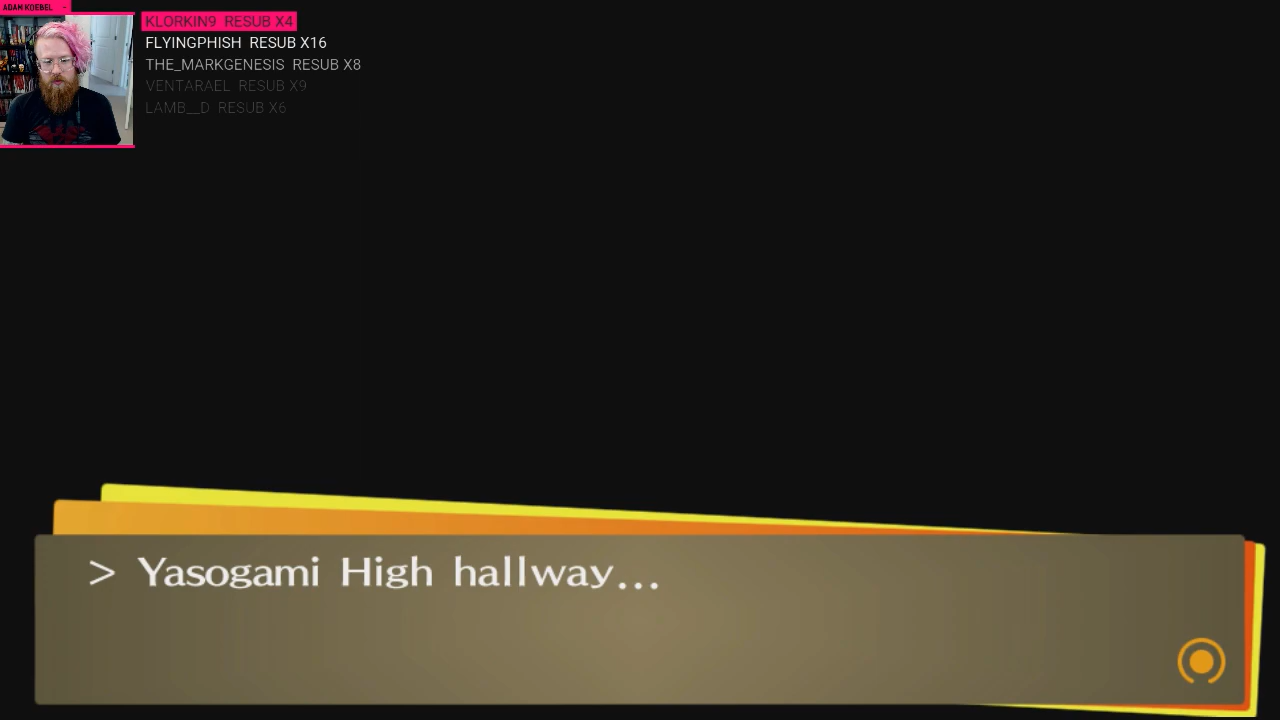 ADAM KOEBEL -
KLORKIN9 RESUB X4
FLYINGPHISH RESUB X16
THE_MARKGENESIS RESUB X8
VENTARAEL RESUB X9
LAMB__D RESUB X6
> Yasogami High hallway...